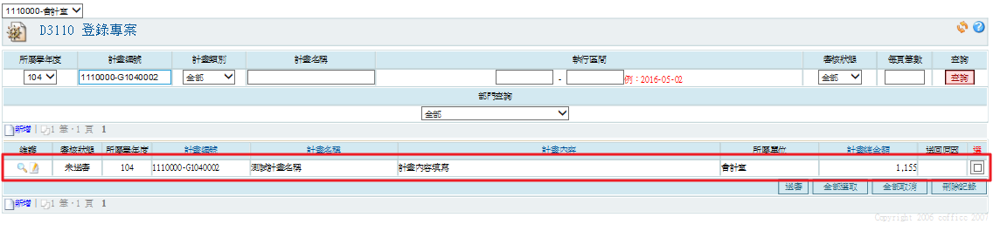 1110000-會計室
D3110 登錄專案
所屬學年度 計畫編號 計畫類別 計畫名稱 執行區間 審核狀態 每頁筆數 查詢
104 1110000-G1040002 全部 - 例：2016-05-02 全部 查詢
部門查詢
全部
新增 | 1 筆，1 頁 1
維護 審核狀態 所屬學年度 計畫編號 計畫名稱 計畫內容 所屬單位 計畫總金額 送回原因 選
未送審 104 1110000-G1040002 測試計畫名稱 計畫內容填寫 會計室 1,155
送審 全部選取 全部取消 刪除記錄
新增 | 1 筆，1 頁 1
Copyright 2006 ccffice 2007